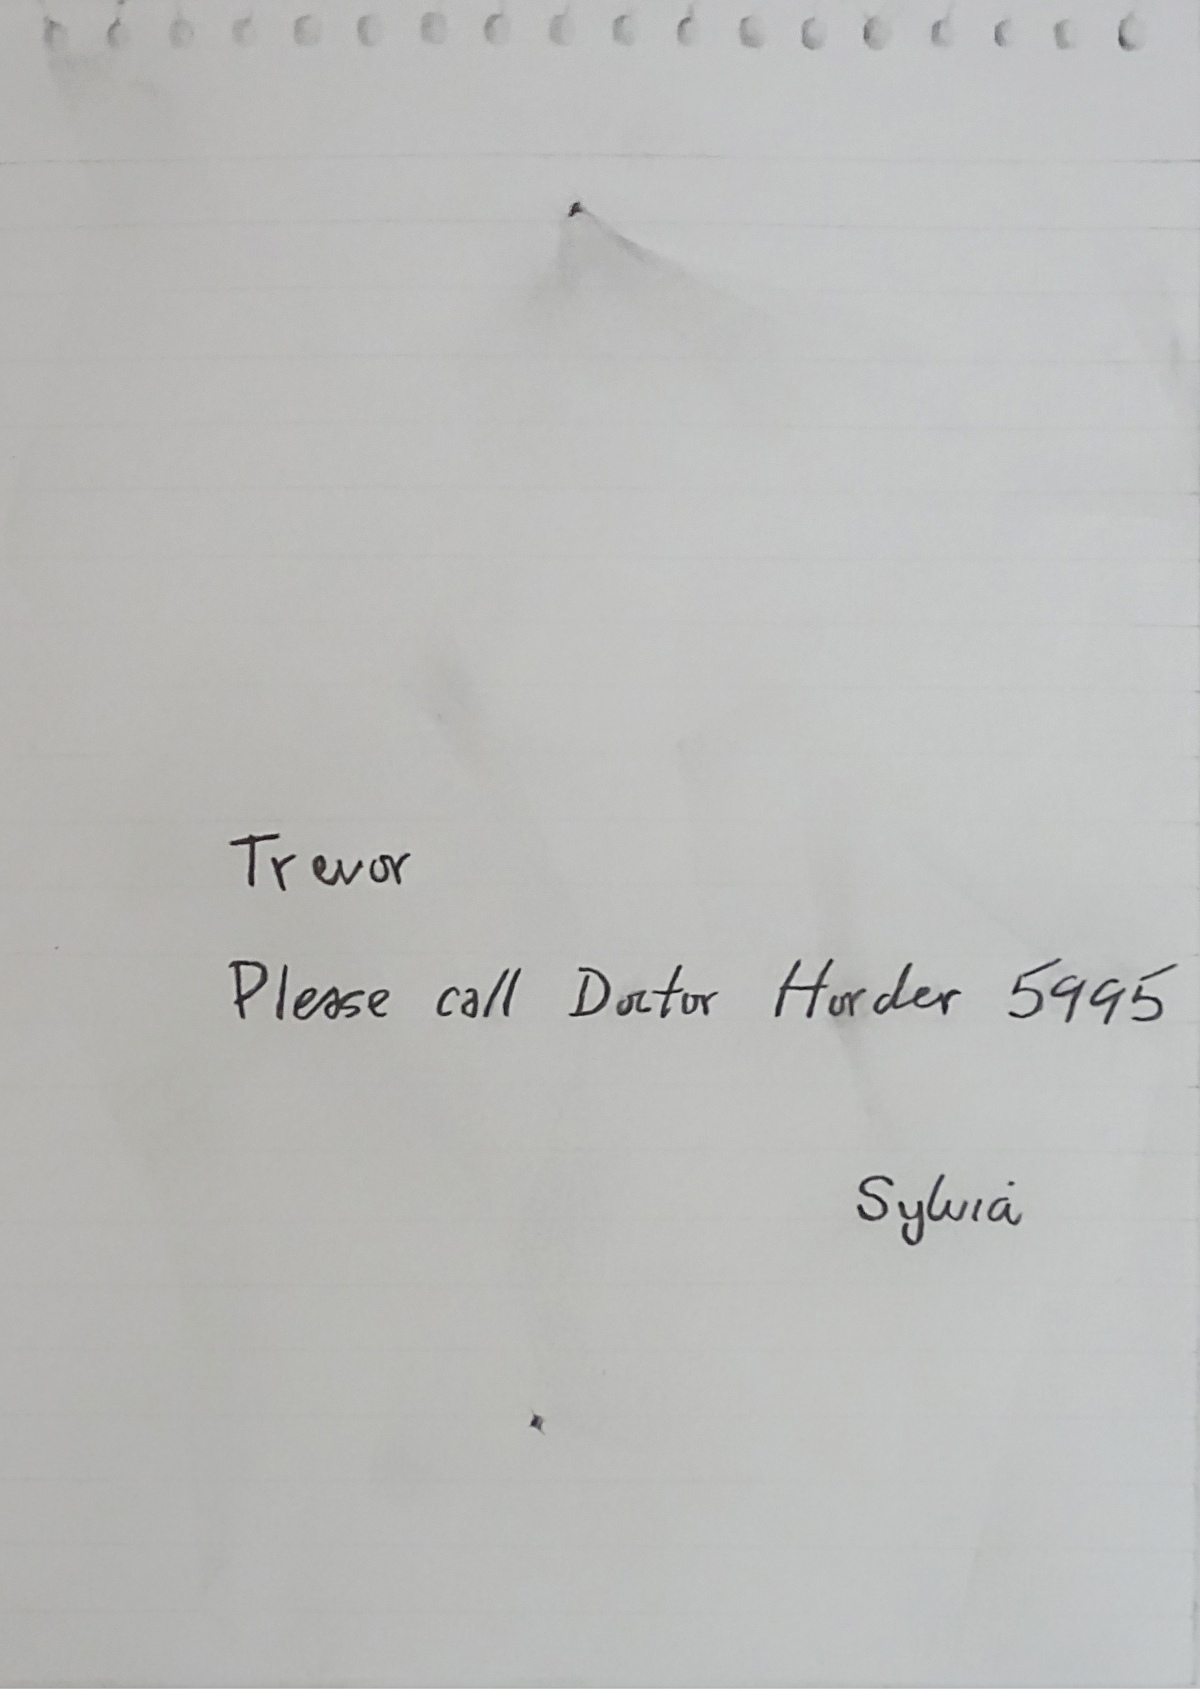 Trevor
Please call Doctor Horder 5995
Sylvia